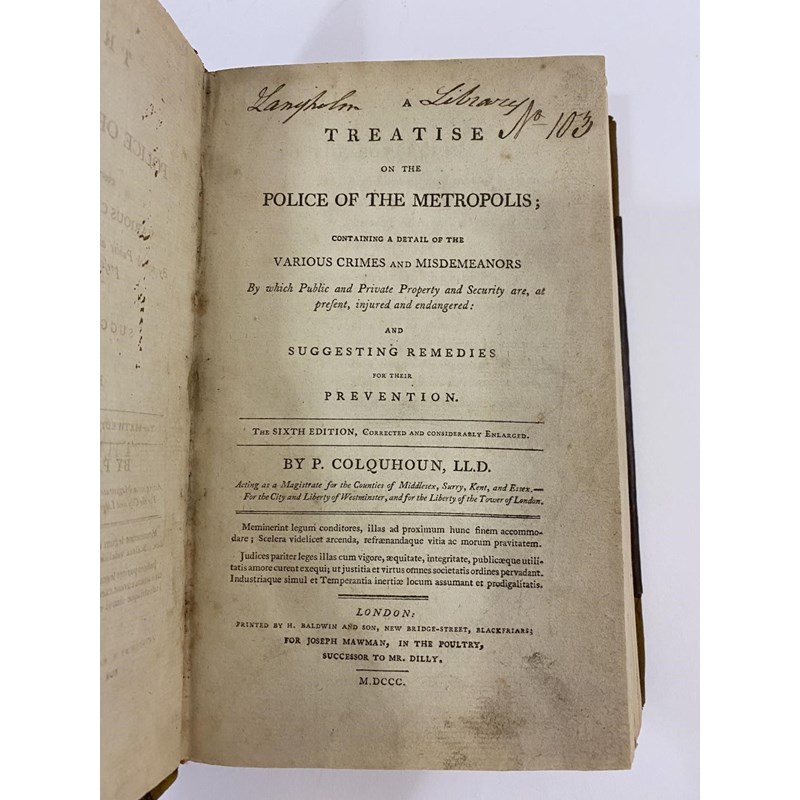 Langholm Library
No 103
A
TREATISE
ON THE
POLICE OF THE METROPOLIS;
CONTAINING A DETAIL OF THE
VARIOUS CRIMES AND MISDEMEANORS
By which Public and Private Property and Security are, at
preſent, injured and endangered:
AND
SUGGESTING REMEDIES
FOR THEIR
PREVENTION.
THE SIXTH EDITION, CORRECTED AND CONSIDERABLY ENLARGED.
BY P. COLQUHOUN, LL.D.
Acting as a Magistrate for the Counties of Middlesex, Surry, Kent, and Essex.—
For the City and Liberty of Westminster, and for the Liberty of the Tower of London.
Meminerint legum conditores, illas ad proximum hunc finem accommo-
dare; Scelera videlicet arcenda, refrænandaque vitia ac morum pravitatem.
Judices pariter leges illas cum vigore, æquitate, integritate, publicæque utili-
tatis amore curent exequi; ut justitia et virtus omnes societatis ordines pervadant.
Industriaque simul et Temperantia inertiæ locum assumant et prodigalitatis.
LONDON:
PRINTED BY H. BALDWIN AND SON, NEW BRIDGE-STREET, BLACKFRIARS;
FOR JOSEPH MAWMAN, IN THE POULTRY,
SUCCESSOR TO MR. DILLY.
M.DCCC.